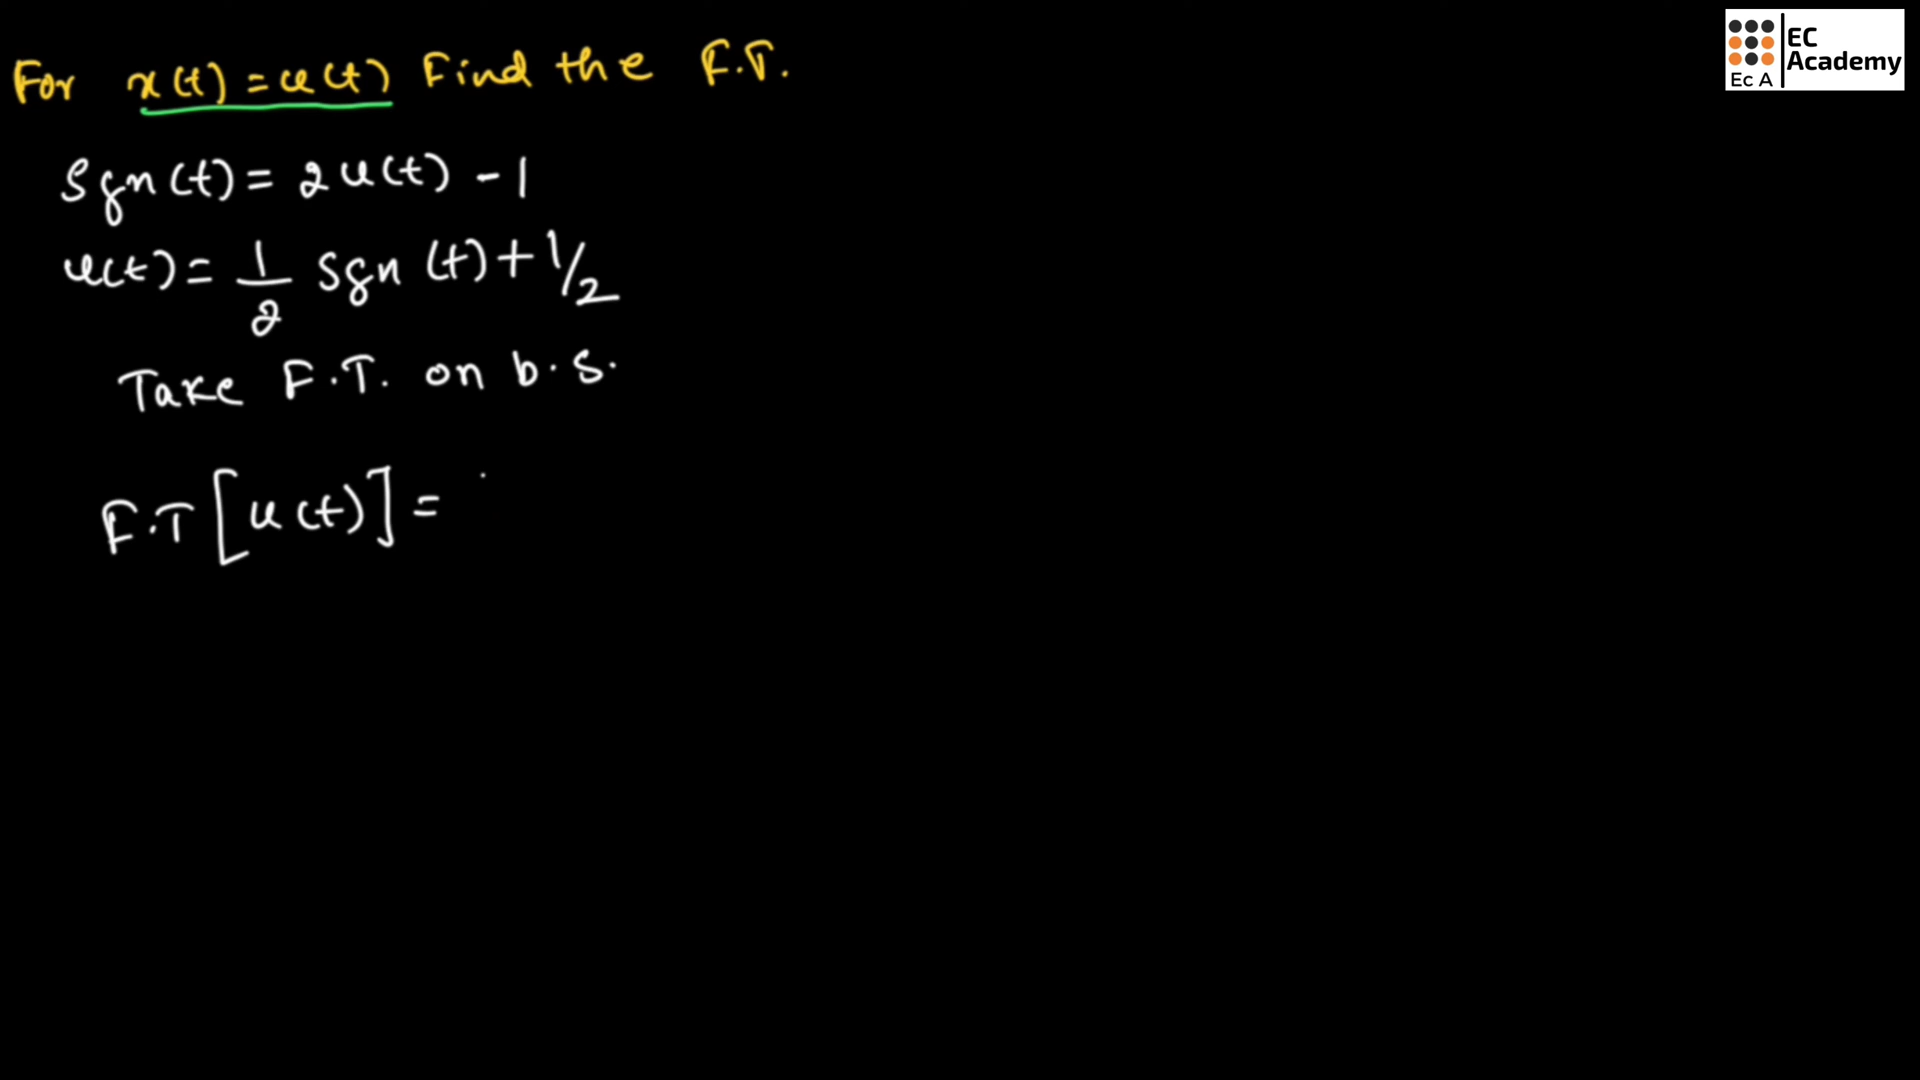 For x(t) = u(t) Find the F.T.
EC
Academy
Ec A
Sgn(t) = 2u(t) - 1
u(t) = 1/2 Sgn (t) + 1/2
Take F.T. on b.s.
F.T [u(t)] =